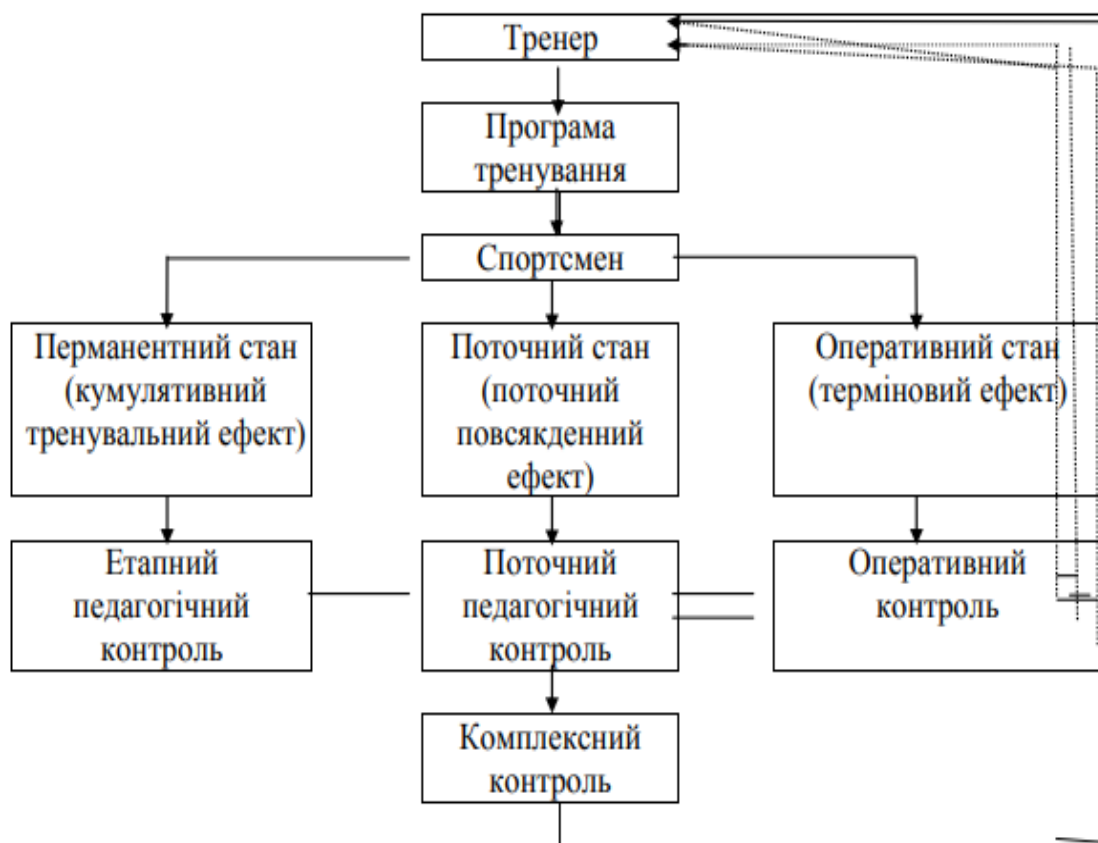 Тренер
Програма
тренування
Спортсмен
Перманентний стан
(кумулятивний
тренувальний ефект)
Поточний стан
(поточний
повсякденний
ефект)
Оперативний стан
(терміновий ефект)
Етапний
педагогічний
контроль
Поточний
педагогічний
контроль
Оперативний
контроль
Комплексний
контроль